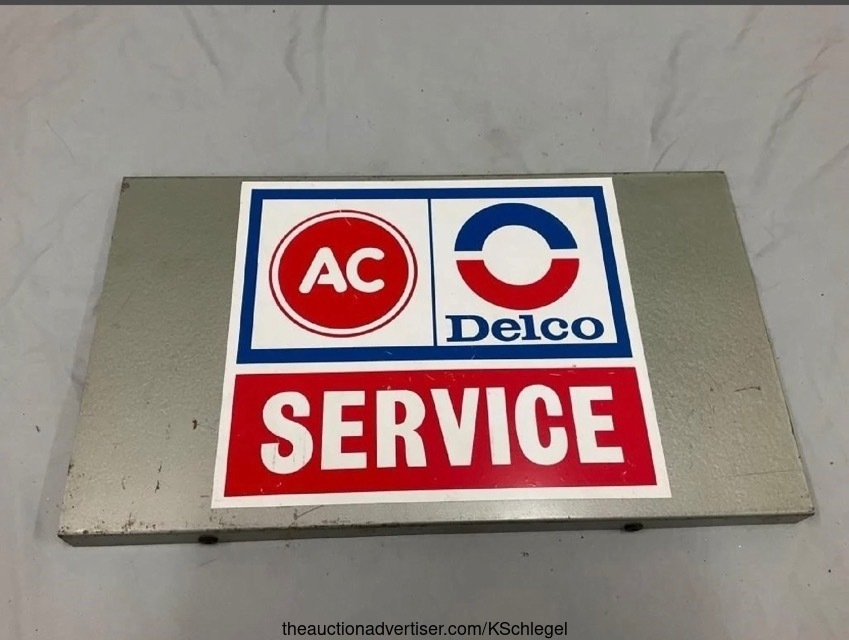 AC
Delco
SERVICE
theauctionadvertiser.com/KSchlegel